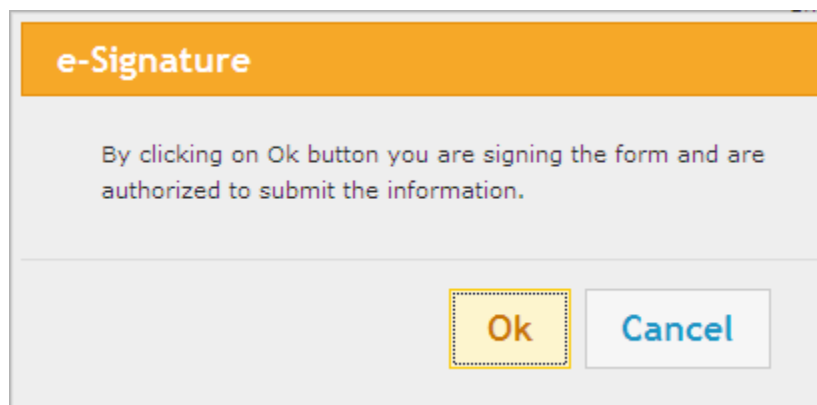 e-Signature
By clicking on Ok button you are signing the form and are
authorized to submit the information.
Ok
Cancel